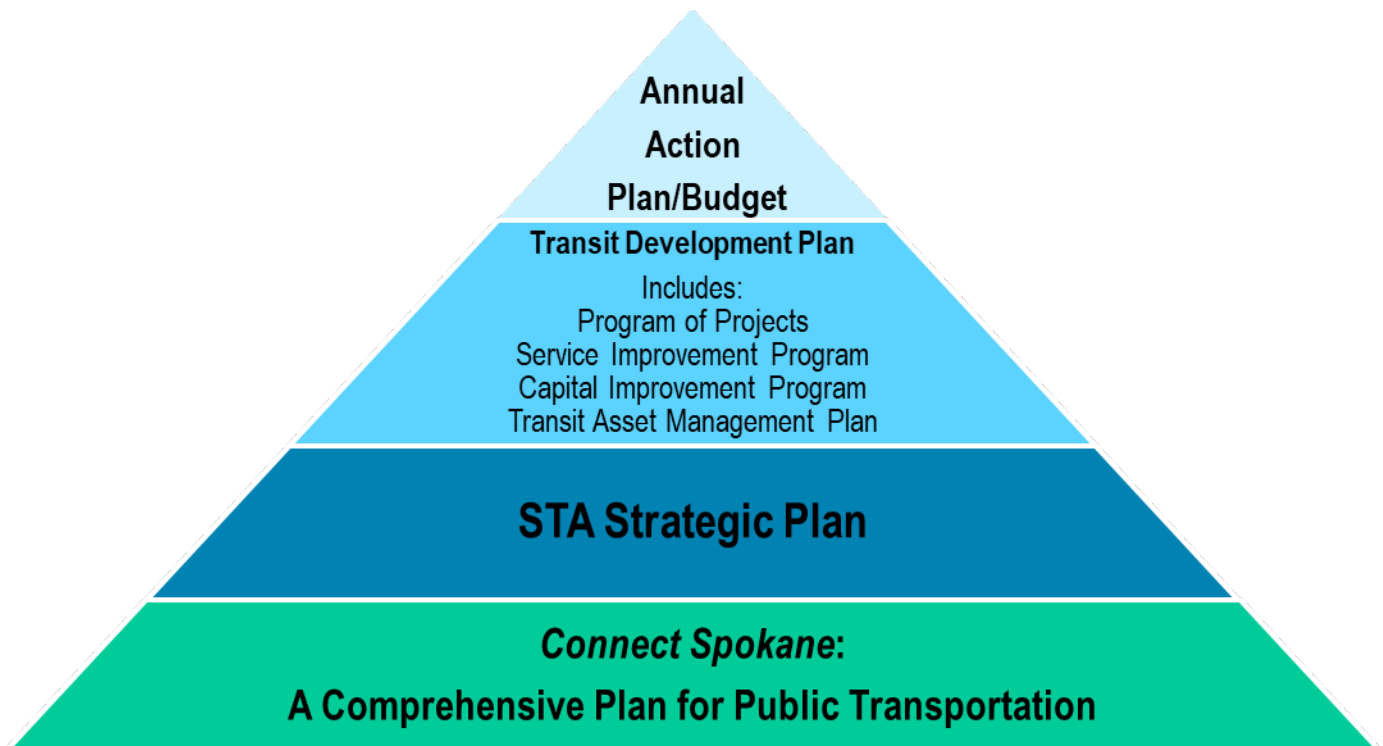 Annual
Action
Plan/Budget
Transit Development Plan
Includes:
Program of Projects
Service Improvement Program
Capital Improvement Program
Transit Asset Management Plan
STA Strategic Plan
Connect Spokane:
A Comprehensive Plan for Public Transportation